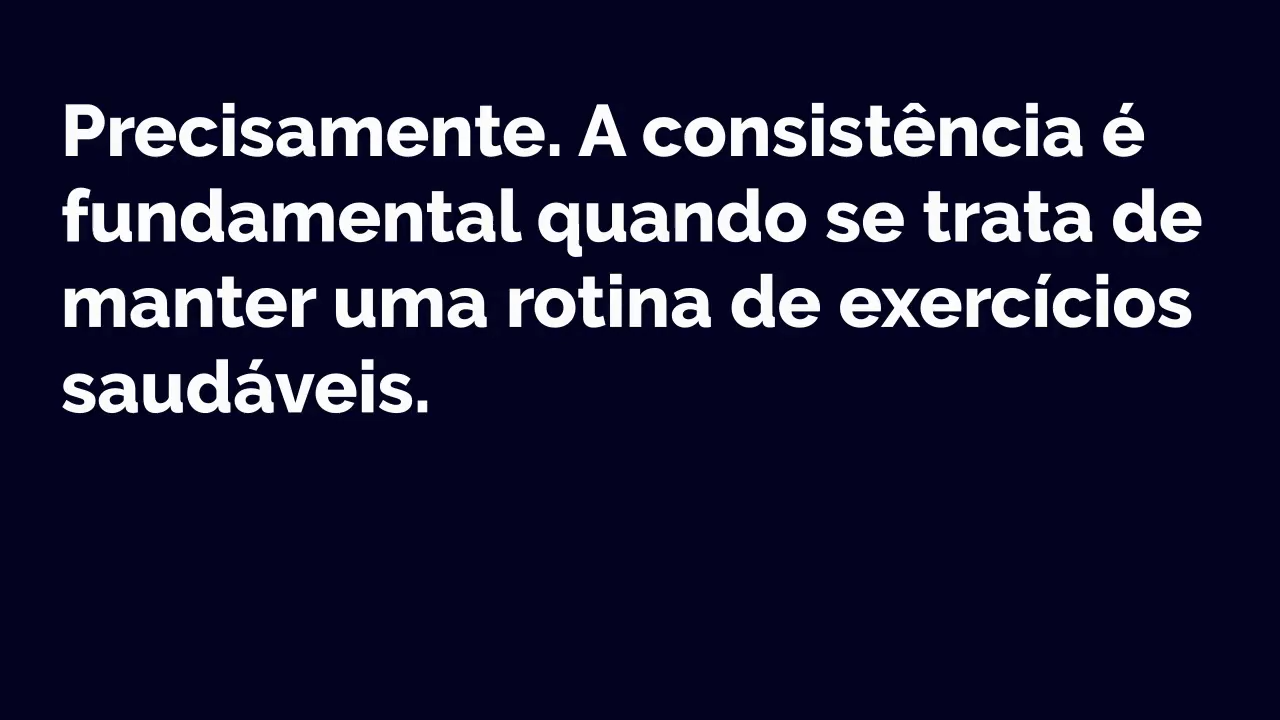 Precisamente. A consistência é
fundamental quando se trata de
manter uma rotina de exercícios
saudáveis.